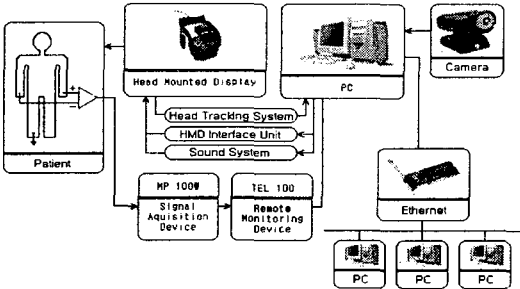 Head Mounted Display
PC
Camera
Head Tracking System
HMD Interface Unit
Sound System
+
−
Patient
MP 100W
Signal
Aquisition
Device
TEL 100
Remote
Monitoring
Device
Ethernet
PC
PC
PC